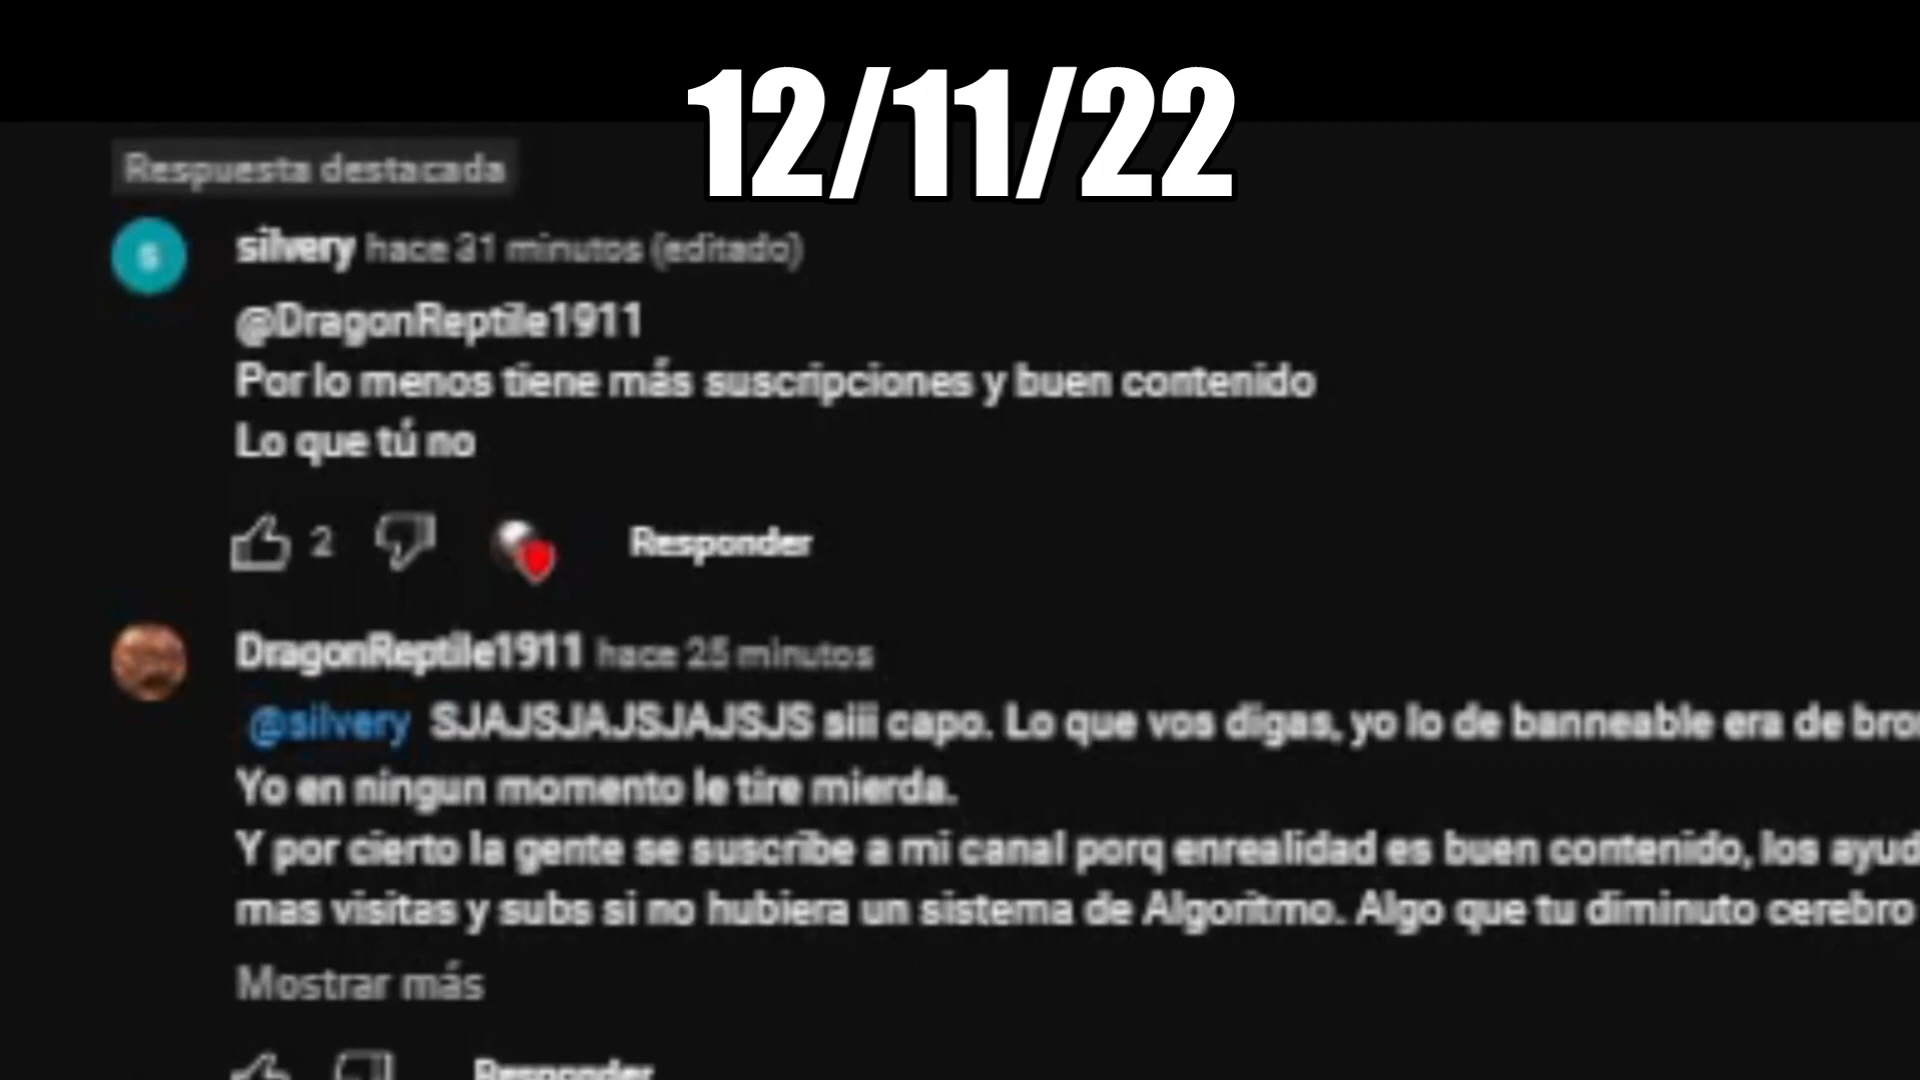 12/11/22
Respuesta destacada
s
silvery hace 31 minutos (editado)
@DragonReptile1911
Por lo menos tiene más suscripciones y buen contenido
Lo que tú no
2 Responder
DragonReptile1911 hace 25 minutos
@silvery SJAJSJAJSJAJSJS siii capo. Lo que vos digas, yo lo de banneable era de bro
Yo en ningun momento le tire mierda.
Y por cierto la gente se suscribe a mi canal porq enrealidad es buen contenido, los ayud
mas visitas y subs si no hubiera un sistema de Algoritmo. Algo que tu diminuto cerebro
Mostrar más
Responder